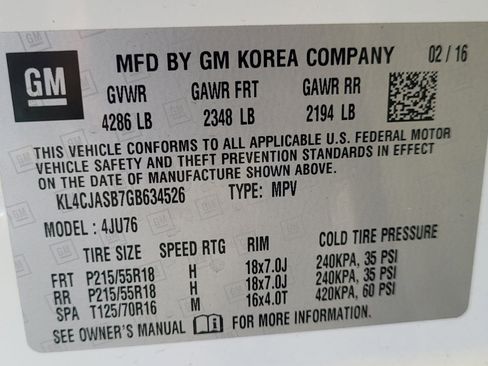 GM MFD BY GM KOREA COMPANY 02/16
GVWR GAWR FRT GAWR RR
4286 LB 2348 LB 2194 LB
THIS VEHICLE CONFORMS TO ALL APPLICABLE U.S. FEDERAL MOTOR
VEHICLE SAFETY AND THEFT PREVENTION STANDARDS IN EFFECT
ON THE DATE OF MANUFACTURE SHOWN ABOVE.
KL4CJASB7GB634526 TYPE: MPV
MODEL: 4JU76
TIRE SIZE SPEED RTG RIM COLD TIRE PRESSURE
FRT P215/55R18 H 18x7.0J 240KPA, 35 PSI
RR P215/55R18 H 18x7.0J 240KPA, 35 PSI
SPA T125/70R16 M 16x4.0T 420KPA, 60 PSI
SEE OWNER'S MANUAL FOR MORE INFORMATION.